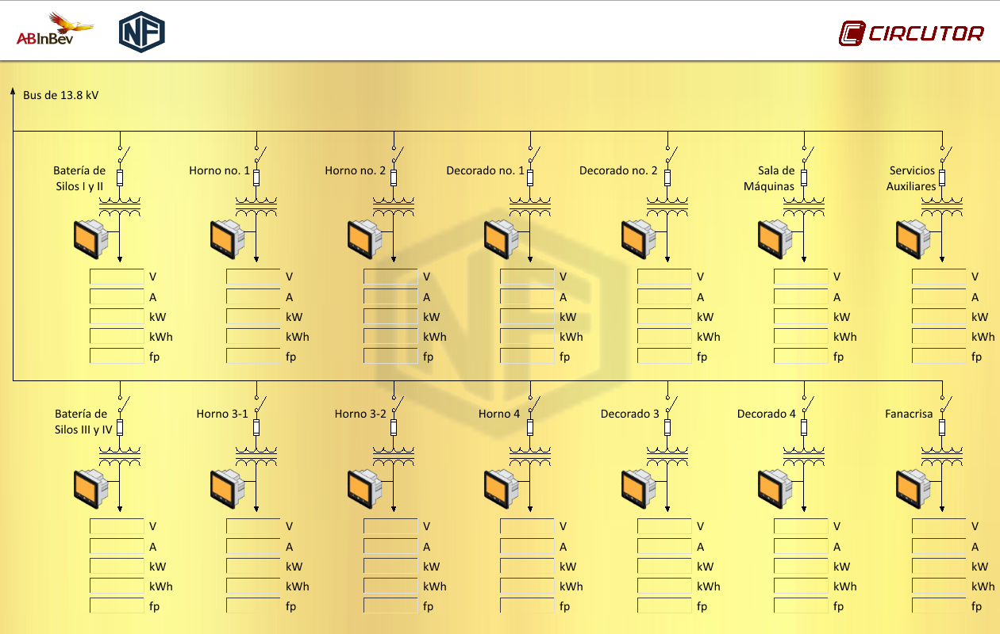 ABInBev
NF
CIRCUTOR
Bus de 13.8 kV
Batería de
Silos I y II
Horno no. 1
Horno no. 2
Decorado no. 1
Decorado no. 2
Sala de
Máquinas
Servicios
Auxiliares
V V V V V V V
A A A A A A A
kW kW kW kW kW kW kW
kWh kWh kWh kWh kWh kWh kWh
fp fp fp fp fp fp fp
NF
Batería de
Silos III y IV
Horno 3-1
Horno 3-2
Horno 4
Decorado 3
Decorado 4
Fanacrisa
V V V V V V V
A A A A A A A
kW kW kW kW kW kW kW
kWh kWh kWh kWh kWh kWh kWh
fp fp fp fp fp fp fp